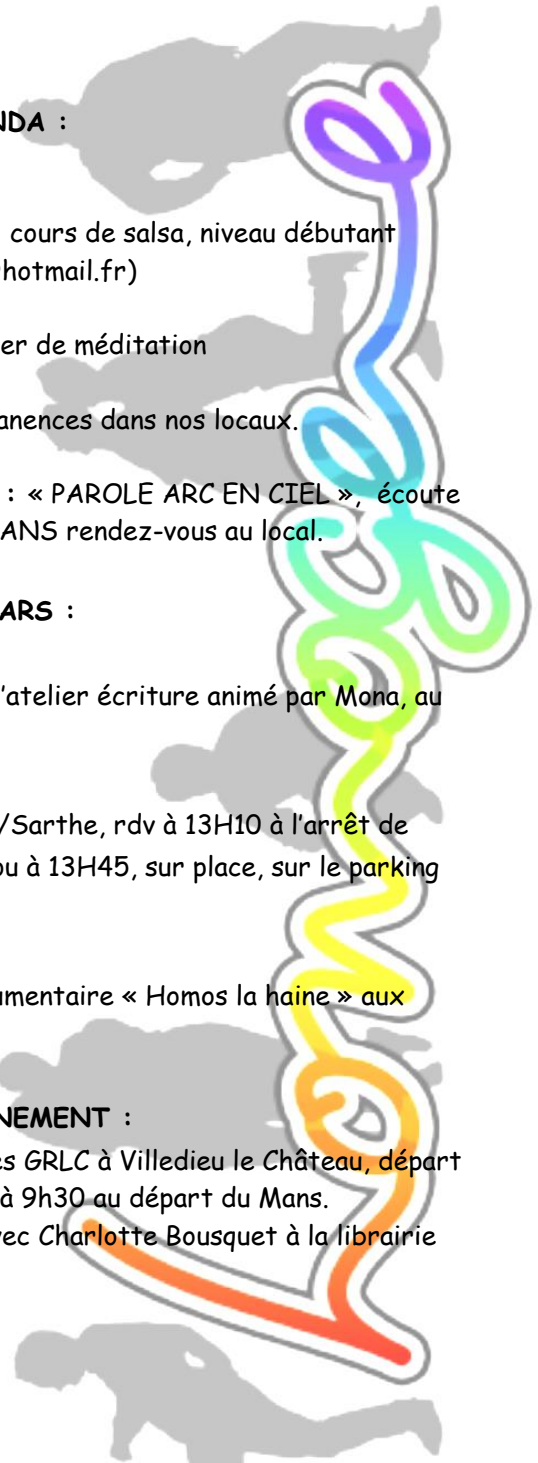 NDA :
cours de salsa, niveau débutant
hotmail.fr)
er de méditation
anences dans nos locaux.
: « PAROLE ARC EN CIEL », écoute
ANS rendez-vous au local.
ARS :
'atelier écriture animé par Mona, au
/Sarthe, rdv à 13H10 à l'arrêt de
ou à 13H45, sur place, sur le parking
umentaire « Homos la haine » aux
NEMENT :
es GRLC à Villedieu le Château, départ
à 9h30 au départ du Mans.
vec Charlotte Bousquet à la librairie